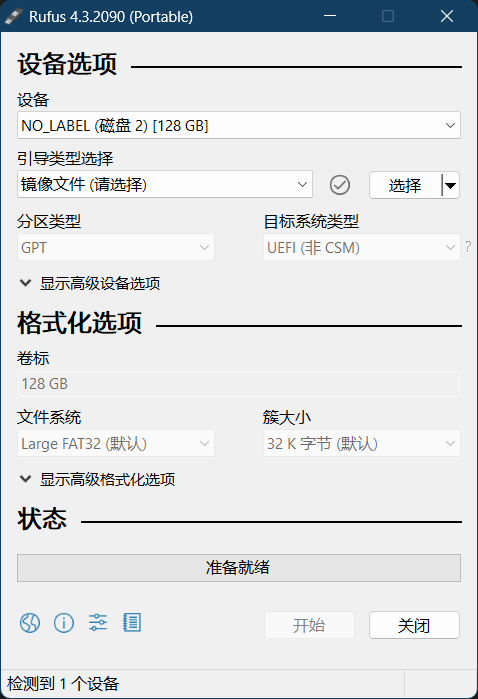 Rufus 4.3.2090 (Portable)
设备选项
设备
NO_LABEL (磁盘 2) [128 GB]
引导类型选择
镜像文件 (请选择)
选择
分区类型
目标系统类型
GPT
UEFI (非 CSM)
?
显示高级设备选项
格式化选项
卷标
128 GB
文件系统
簇大小
Large FAT32 (默认)
32 K 字节 (默认)
显示高级格式化选项
状态
准备就绪
开始
关闭
检测到 1 个设备